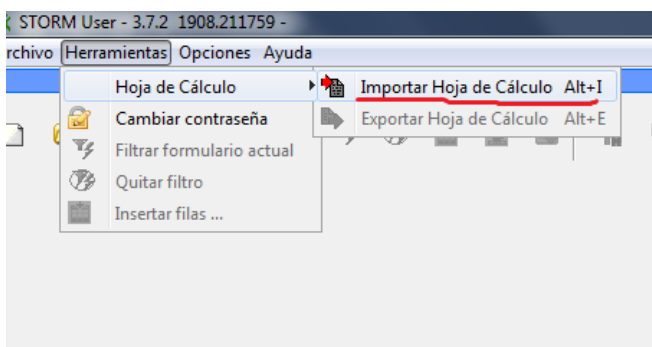 STORM User - 3.7.2 1908.211759 -
rchivo Herramientas Opciones Ayuda
Hoja de Cálculo
Importar Hoja de Cálculo Alt+I
Cambiar contraseña
Exportar Hoja de Cálculo Alt+E
Filtrar formulario actual
Quitar filtro
Insertar filas ...